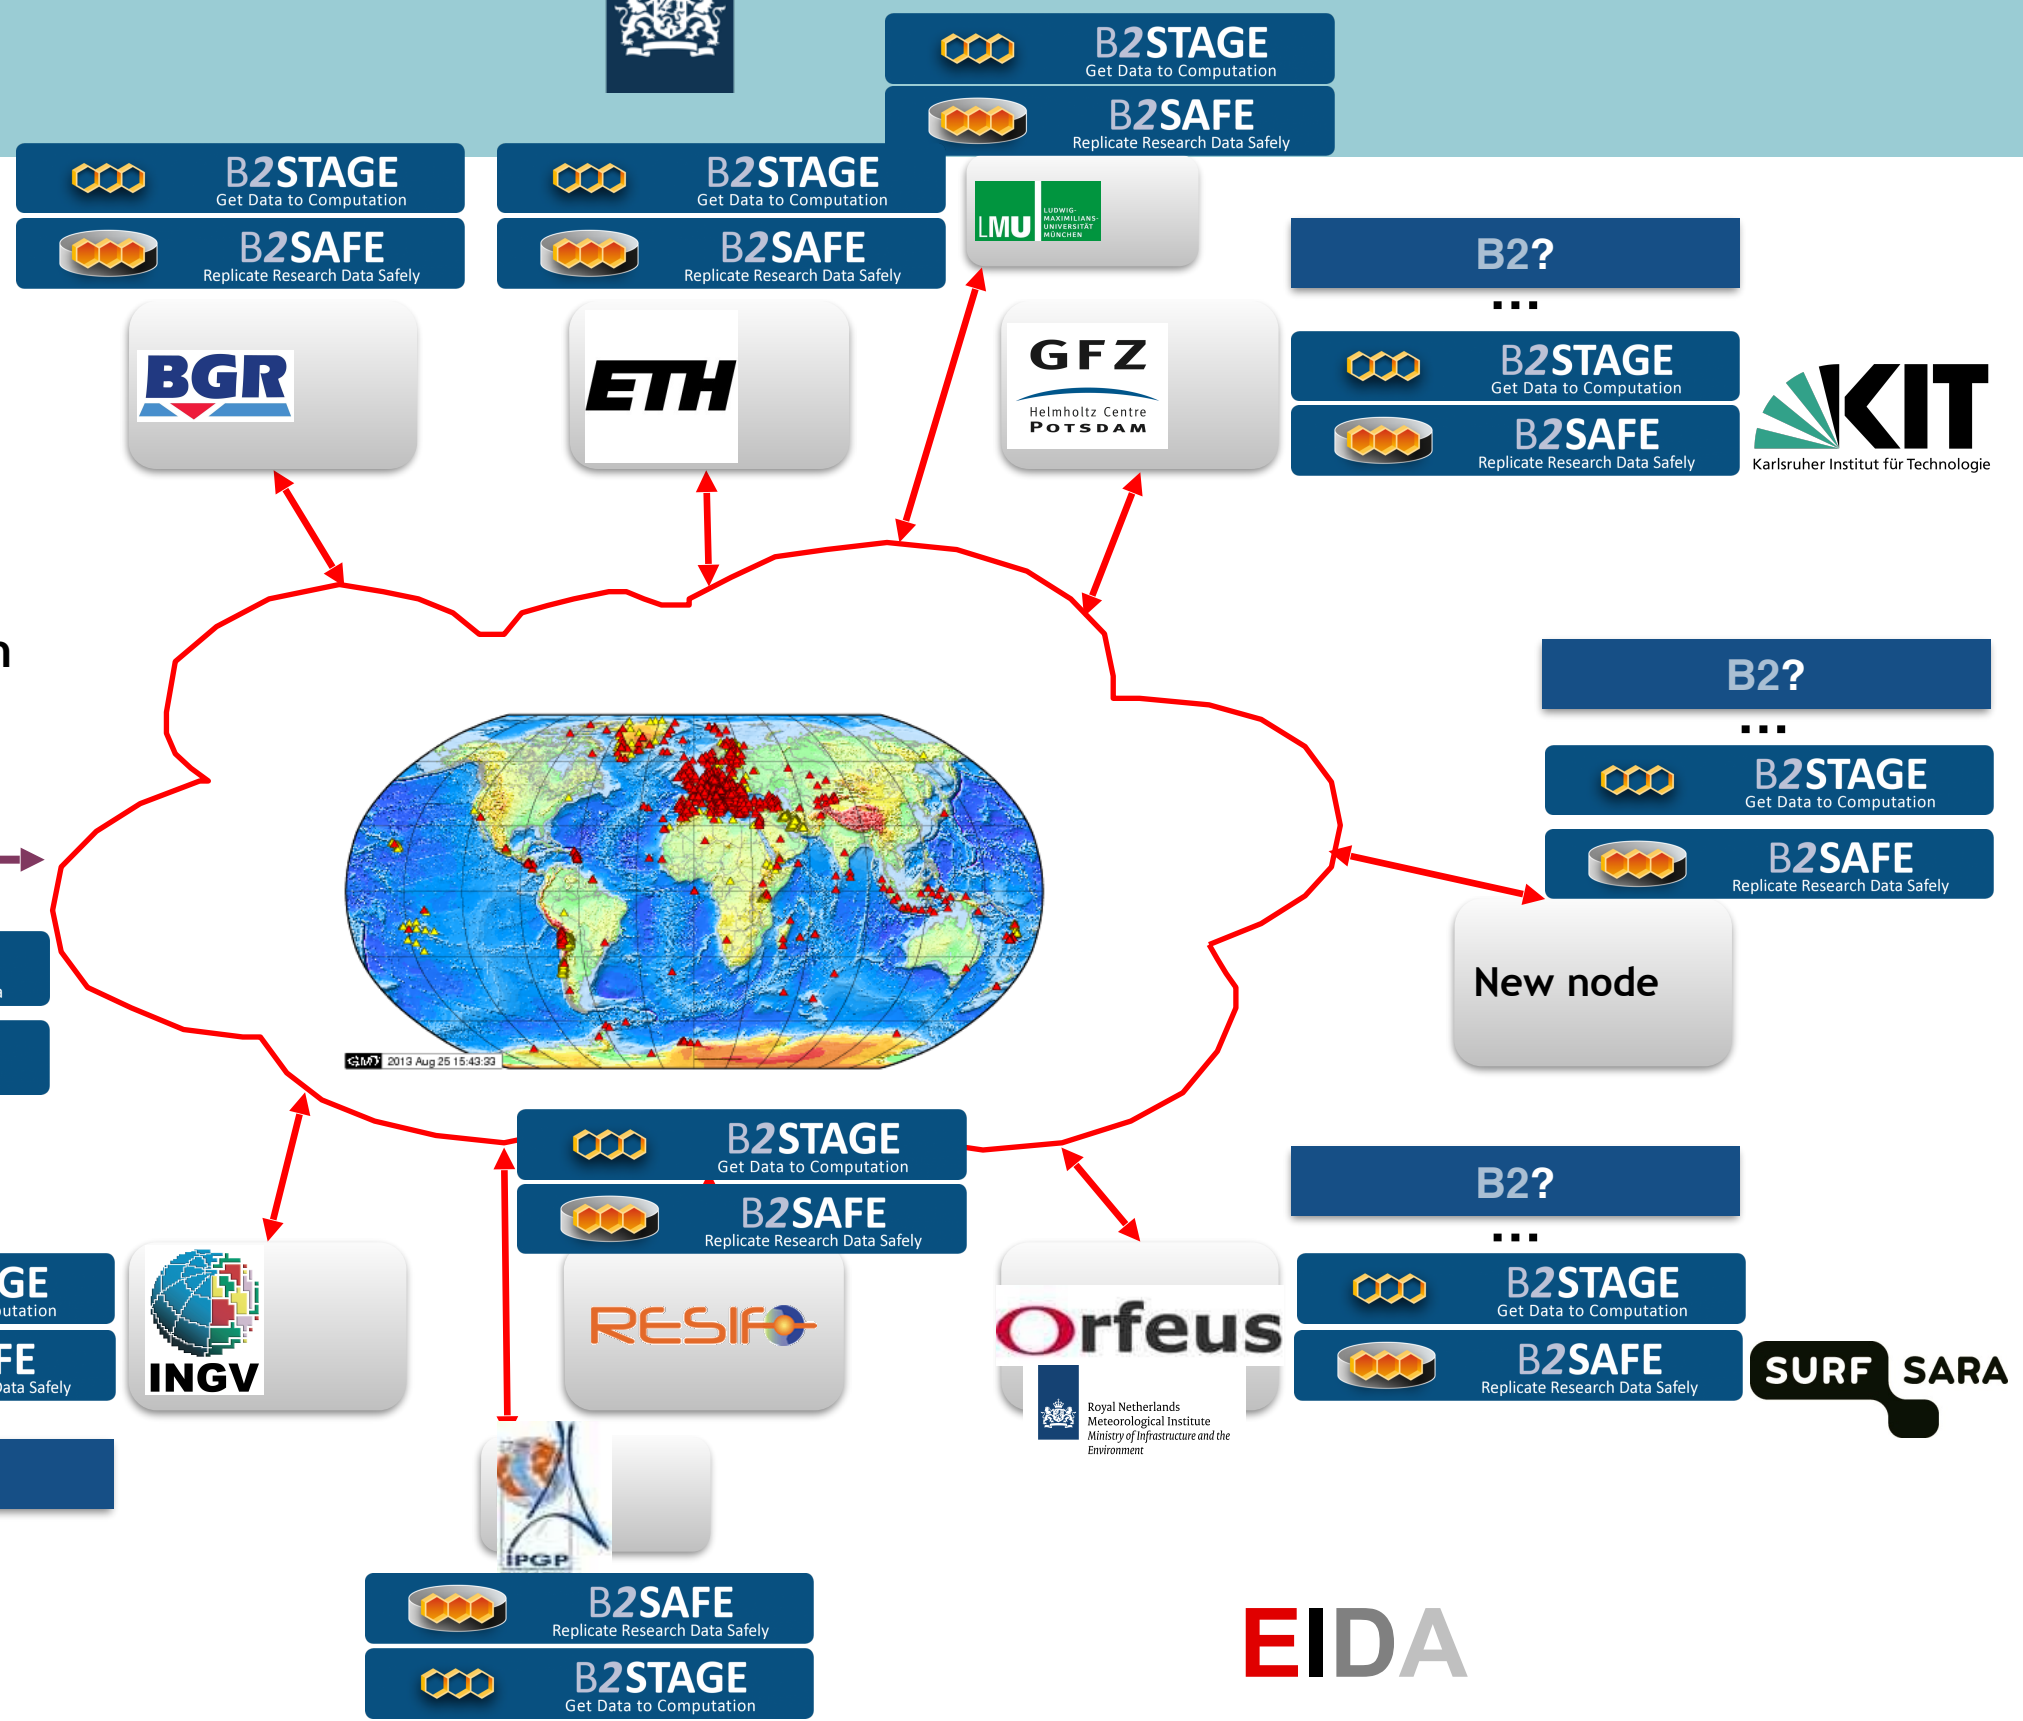 B2STAGE
Get Data to Computation
B2SAFE
Replicate Research Data Safely
B2STAGE
Get Data to Computation
B2SAFE
Replicate Research Data Safely
B2STAGE
Get Data to Computation
B2SAFE
Replicate Research Data Safely
LMU
LUDWIG-
MAXIMILIANS-
UNIVERSITÄT
MÜNCHEN
BGR
ETH
GFZ
Helmholtz Centre
POTSDAM
B2?
...
B2STAGE
Get Data to Computation
B2SAFE
Replicate Research Data Safely
KIT
Karlsruher Institut für Technologie
n
B2?
...
B2STAGE
Get Data to Computation
B2SAFE
Replicate Research Data Safely
New node
GMT 2013 Aug 25 15:43:33
a
B2STAGE
Get Data to Computation
B2SAFE
Replicate Research Data Safely
B2?
...
B2STAGE
Get Data to Computation
B2SAFE
Replicate Research Data Safely
SURF SARA
GE
utation
FE
ata Safely
INGV
RESIF
Orfeus
Royal Netherlands
Meteorological Institute
Ministry of Infrastructure and the
Environment
IPGP
B2SAFE
Replicate Research Data Safely
B2STAGE
Get Data to Computation
EIDA